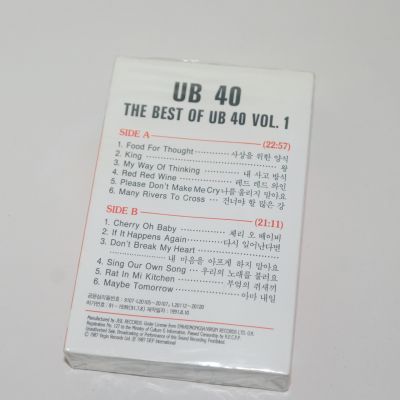 UB 40
THE BEST OF UB 40 VOL. 1
SIDE A (22:57)
1. Food For Thought 사상을 위한 양식
2. King 왕
3. My Way Of Thinking 내 사고 방식
4. Red Red Wine 레드 레드 와인
5. Please Don't Make Me Cry 나를 울리지 말아요
6. Many Rivers To Cross 건너야 할 많은 강
SIDE B (21:11)
1. Cherry Oh Baby 체리 오 베이비
2. If It Happens Again 다시 일어난다면
3. Don't Break My Heart
내 마음을 아프게 하지 말아요
4. Sing Our Own Song 우리의 노래를 불러요
5. Rat In Mi Kitchen 부엌의 쥐새끼
6. Maybe Tomorrow 아마 내일